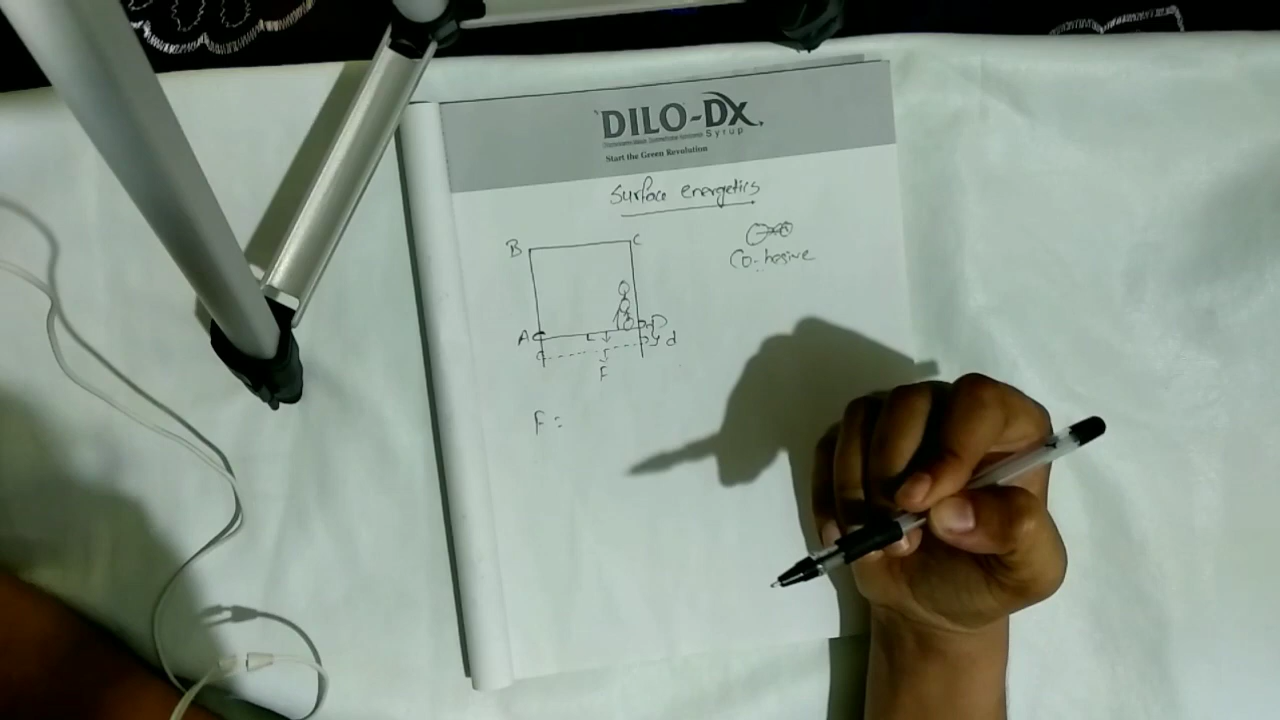 DILO-DX
Syrup
Start the Green Revolution
Surface energetics
B C
Co-hesive
A L D
d
F
F =